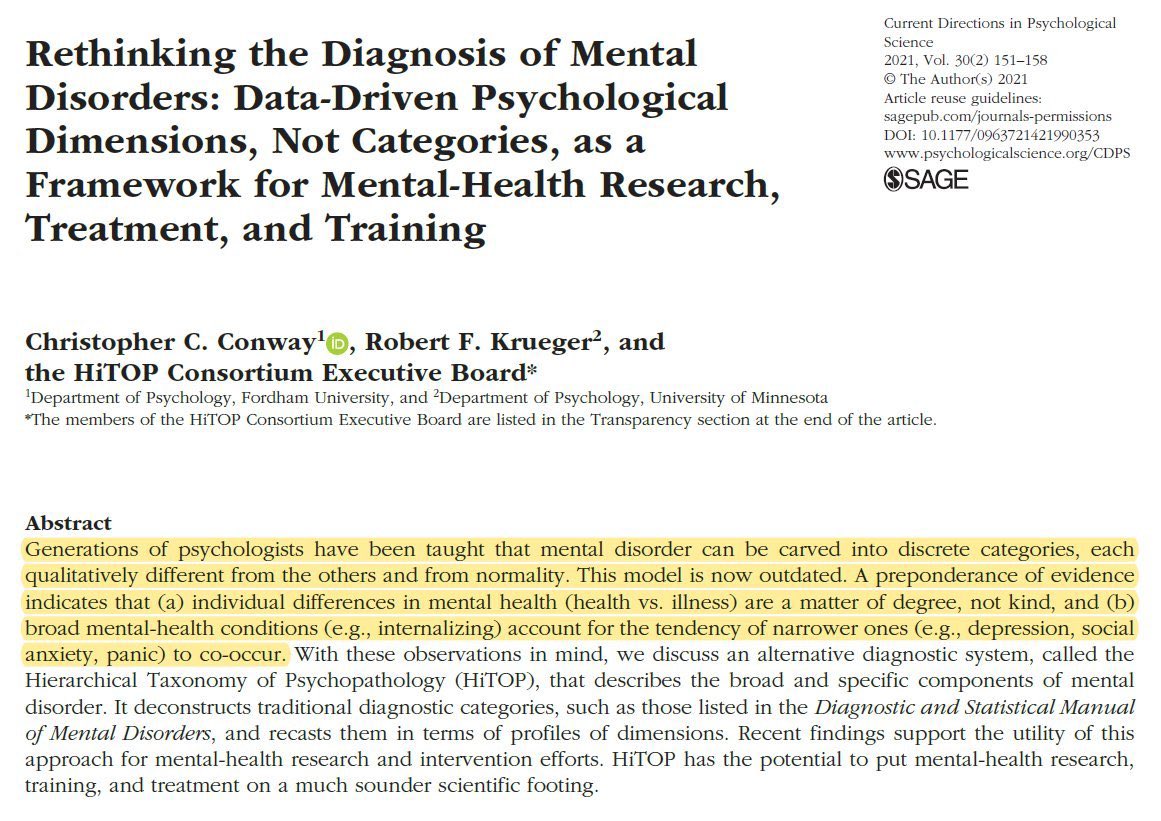 Rethinking the Diagnosis of Mental
Disorders: Data-Driven Psychological
Dimensions, Not Categories, as a
Framework for Mental-Health Research,
Treatment, and Training
Current Directions in Psychological
Science
2021, Vol. 30(2) 151–158
© The Author(s) 2021
Article reuse guidelines:
sagepub.com/journals-permissions
DOI: 10.1177/0963721421990353
www.psychologicalscience.org/CDPS
SAGE
Christopher C. Conway1 iD, Robert F. Krueger2, and
the HiTOP Consortium Executive Board*
1Department of Psychology, Fordham University, and 2Department of Psychology, University of Minnesota
*The members of the HiTOP Consortium Executive Board are listed in the Transparency section at the end of the article.
Abstract
Generations of psychologists have been taught that mental disorder can be carved into discrete categories, each
qualitatively different from the others and from normality. This model is now outdated. A preponderance of evidence
indicates that (a) individual differences in mental health (health vs. illness) are a matter of degree, not kind, and (b)
broad mental-health conditions (e.g., internalizing) account for the tendency of narrower ones (e.g., depression, social
anxiety, panic) to co-occur. With these observations in mind, we discuss an alternative diagnostic system, called the
Hierarchical Taxonomy of Psychopathology (HiTOP), that describes the broad and specific components of mental
disorder. It deconstructs traditional diagnostic categories, such as those listed in the Diagnostic and Statistical Manual
of Mental Disorders, and recasts them in terms of profiles of dimensions. Recent findings support the utility of this
approach for mental-health research and intervention efforts. HiTOP has the potential to put mental-health research,
training, and treatment on a much sounder scientific footing.